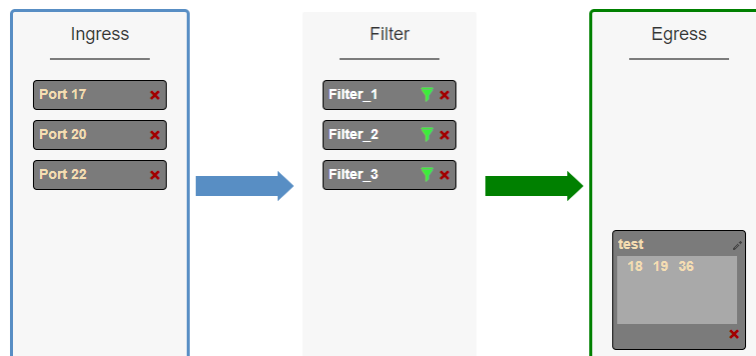 Ingress
Port 17
Port 20
Port 22
Filter
Filter_1
Filter_2
Filter_3
Egress
test
18 19 36